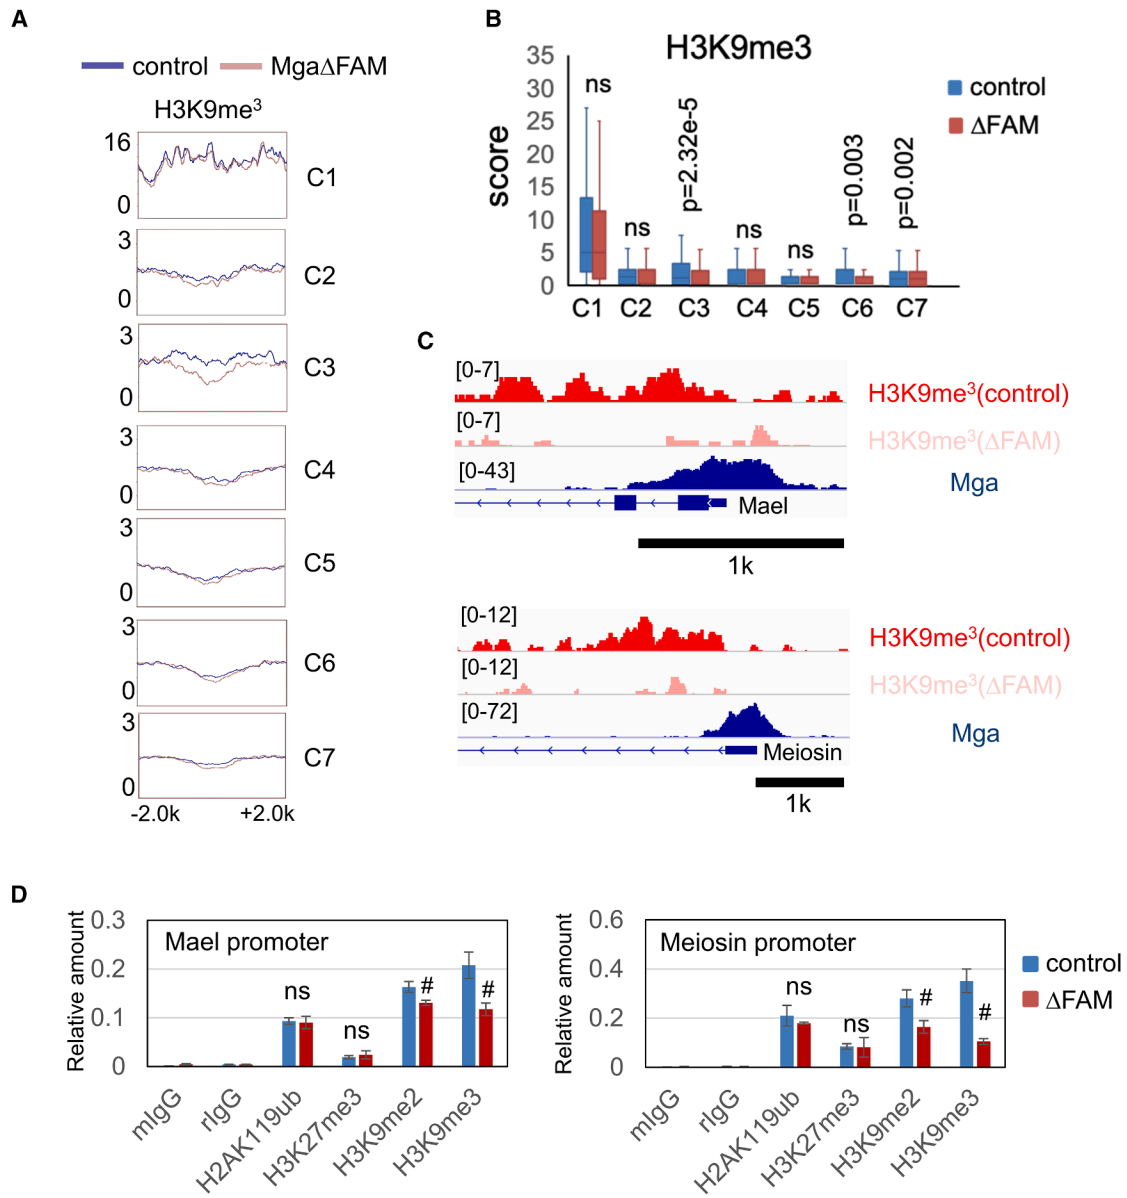 A
control
MgaΔFAM
H3K9me³
16
0
C1
3
0
C2
3
0
C3
3
0
C4
3
0
C5
3
0
C6
3
0
C7
-2.0k
+2.0k
B
H3K9me3
score
35
30
25
20
15
10
5
0
ns
ns
p=2.32e-5
ns
ns
p=0.003
p=0.002
C1
C2
C3
C4
C5
C6
C7
control
ΔFAM
C
[0-7]
H3K9me³(control)
[0-7]
H3K9me³(ΔFAM)
[0-43]
Mga
Mael
1k
[0-12]
H3K9me³(control)
[0-12]
H3K9me³(ΔFAM)
[0-72]
Mga
Meiosin
1k
D
Relative amount
0.3
0.2
0.1
0
Mael promoter
ns
ns
#
#
mIgG
rIgG
H2AK119ub
H3K27me3
H3K9me2
H3K9me3
Relative amount
0.6
0.4
0.2
0
Meiosin promoter
ns
ns
#
#
mIgG
rIgG
H2AK119ub
H3K27me3
H3K9me2
H3K9me3
control
ΔFAM